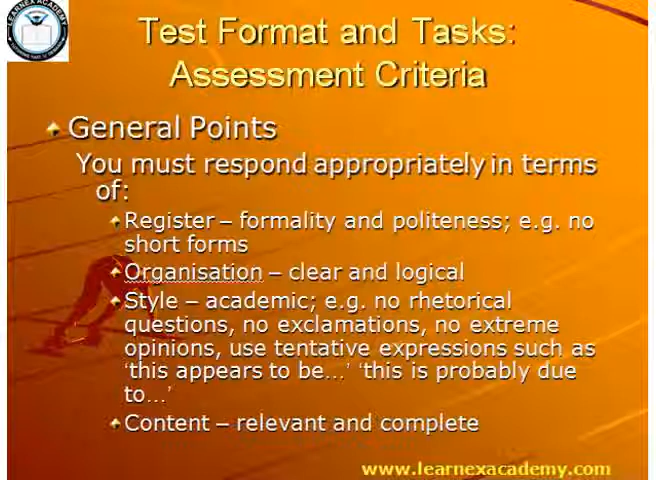 LEARNEX ACADEMY
Test Format and Tasks:
Assessment Criteria
General Points
You must respond appropriately in terms
of:
Register – formality and politeness; e.g. no
short forms
Organisation – clear and logical
Style – academic; e.g. no rhetorical
questions, no exclamations, no extreme
opinions, use tentative expressions such as
‘this appears to be…’ ‘this is probably due
to…’
Content – relevant and complete
www.learnexacademy.com